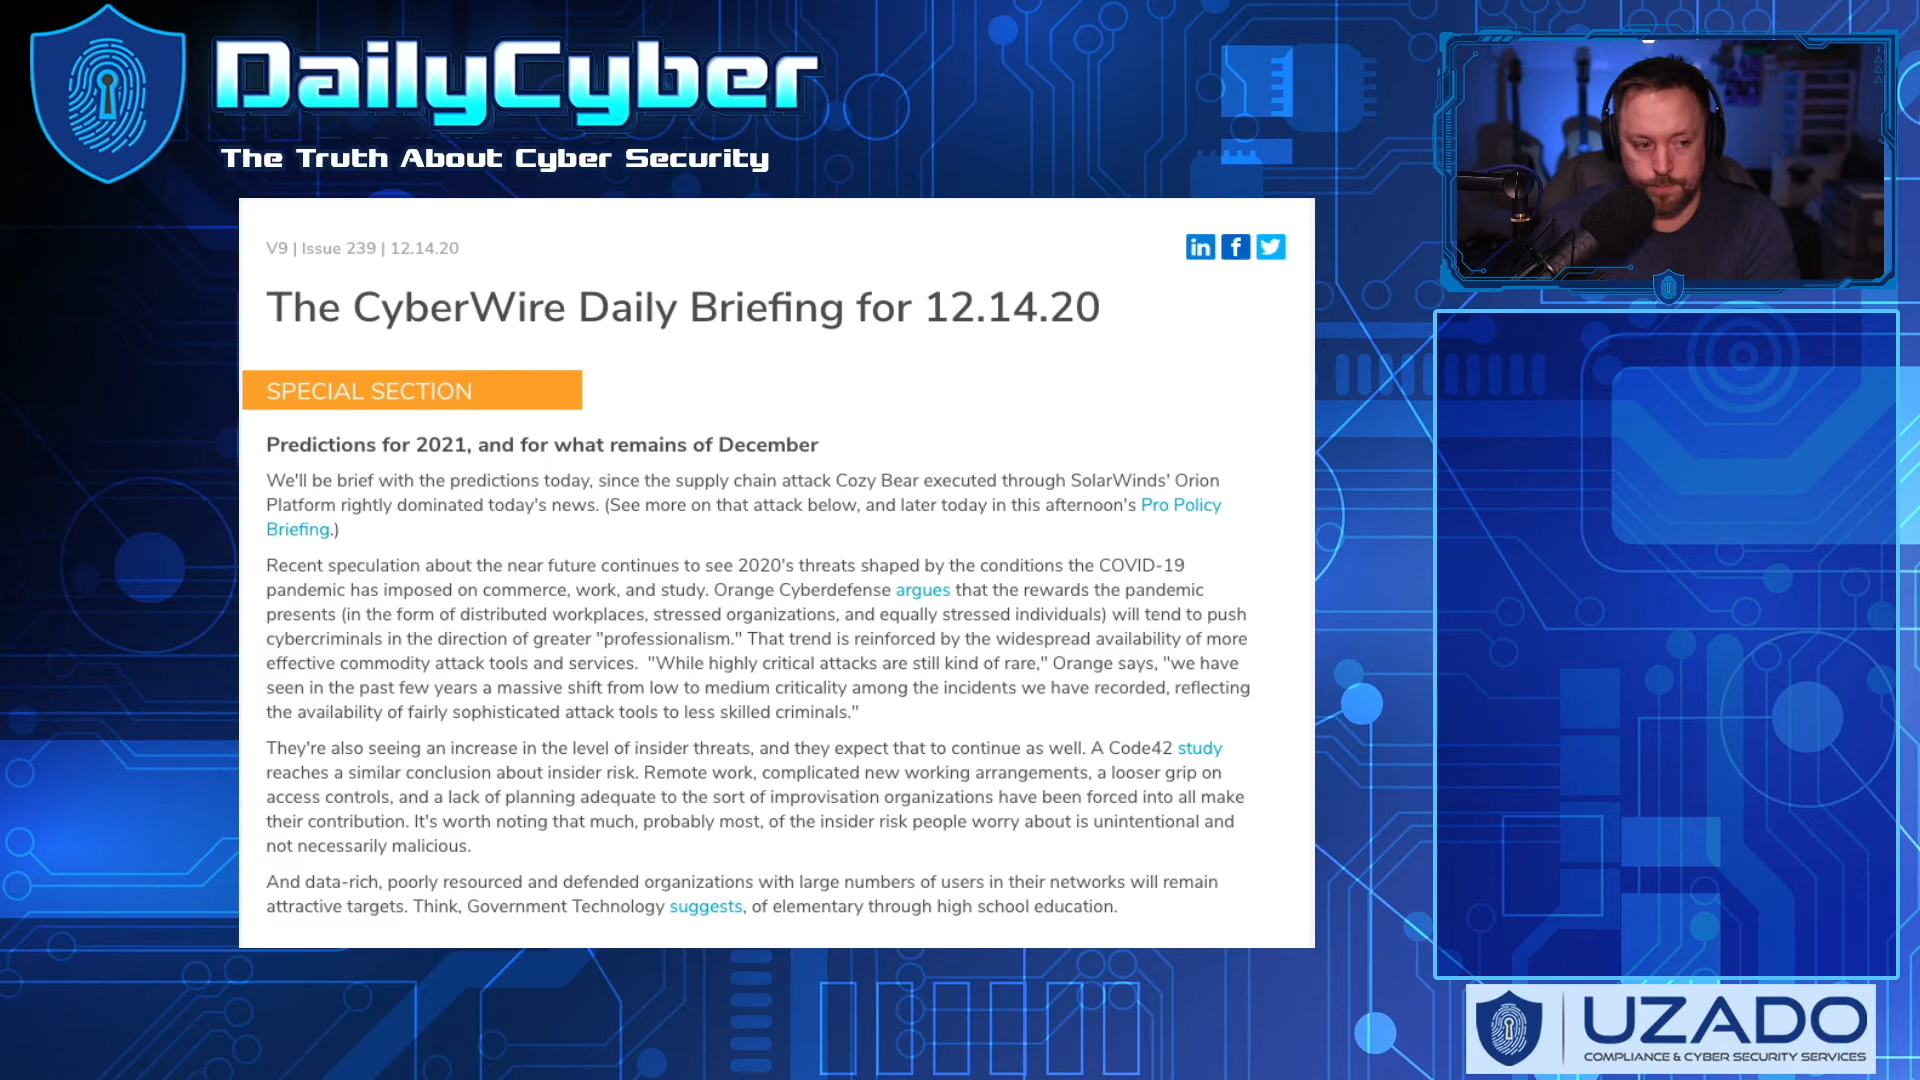 DailyCyber
The Truth About Cyber Security
V9 | Issue 239 | 12.14.20
in f
The CyberWire Daily Briefing for 12.14.20
SPECIAL SECTION
Predictions for 2021, and for what remains of December
We'll be brief with the predictions today, since the supply chain attack Cozy Bear executed through SolarWinds' Orion
Platform rightly dominated today's news. (See more on that attack below, and later today in this afternoon's Pro Policy
Briefing.)
Recent speculation about the near future continues to see 2020's threats shaped by the conditions the COVID-19
pandemic has imposed on commerce, work, and study. Orange Cyberdefense argues that the rewards the pandemic
presents (in the form of distributed workplaces, stressed organizations, and equally stressed individuals) will tend to push
cybercriminals in the direction of greater "professionalism." That trend is reinforced by the widespread availability of more
effective commodity attack tools and services. "While highly critical attacks are still kind of rare," Orange says, "we have
seen in the past few years a massive shift from low to medium criticality among the incidents we have recorded, reflecting
the availability of fairly sophisticated attack tools to less skilled criminals."
They're also seeing an increase in the level of insider threats, and they expect that to continue as well. A Code42 study
reaches a similar conclusion about insider risk. Remote work, complicated new working arrangements, a looser grip on
access controls, and a lack of planning adequate to the sort of improvisation organizations have been forced into all make
their contribution. It's worth noting that much, probably most, of the insider risk people worry about is unintentional and
not necessarily malicious.
And data-rich, poorly resourced and defended organizations with large numbers of users in their networks will remain
attractive targets. Think, Government Technology suggests, of elementary through high school education.
UZADO
COMPLIANCE & CYBER SECURITY SERVICES